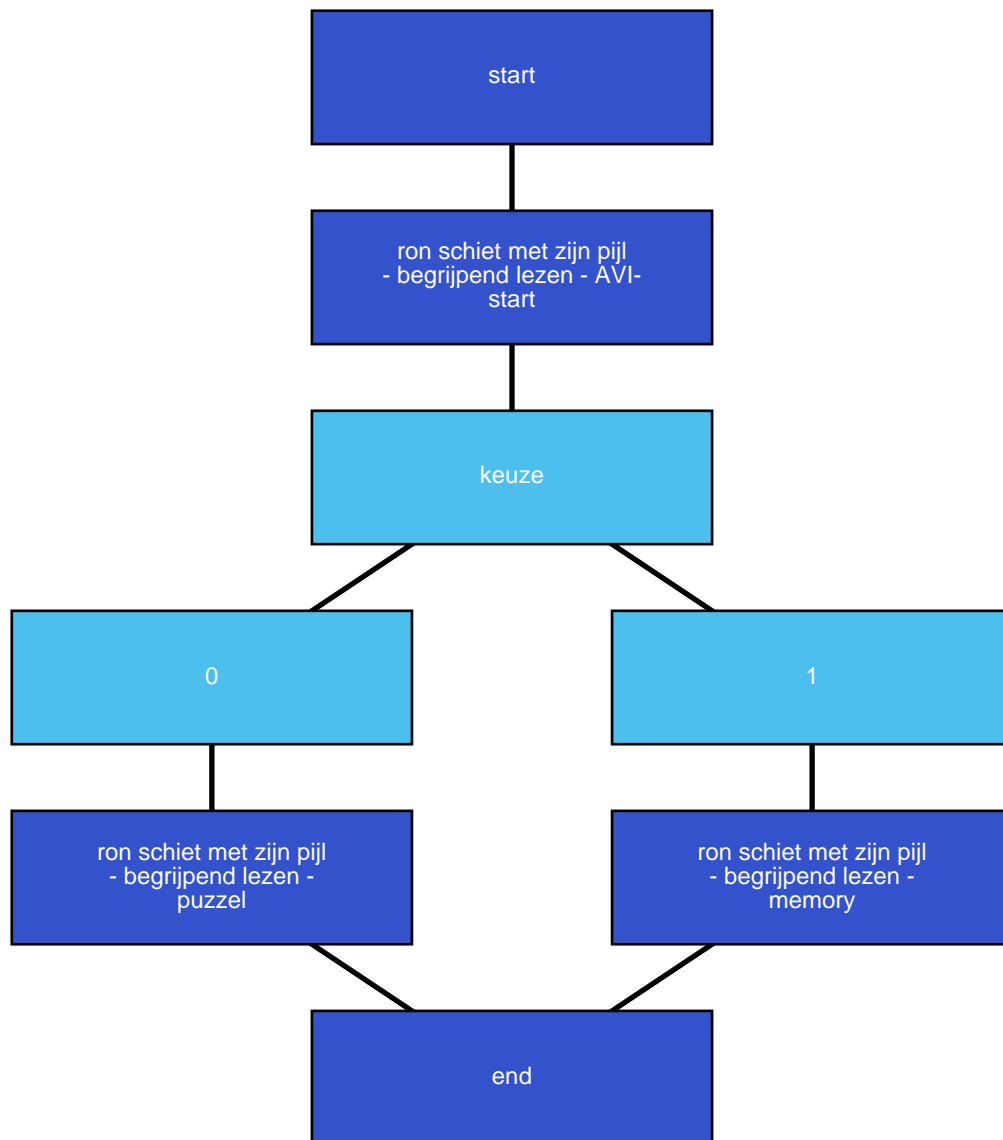 start
ron schiet met zijn pijl
- begrijpend lezen - AVI-
start
keuze
0
1
ron schiet met zijn pijl
- begrijpend lezen -
puzzel
ron schiet met zijn pijl
- begrijpend lezen -
memory
end